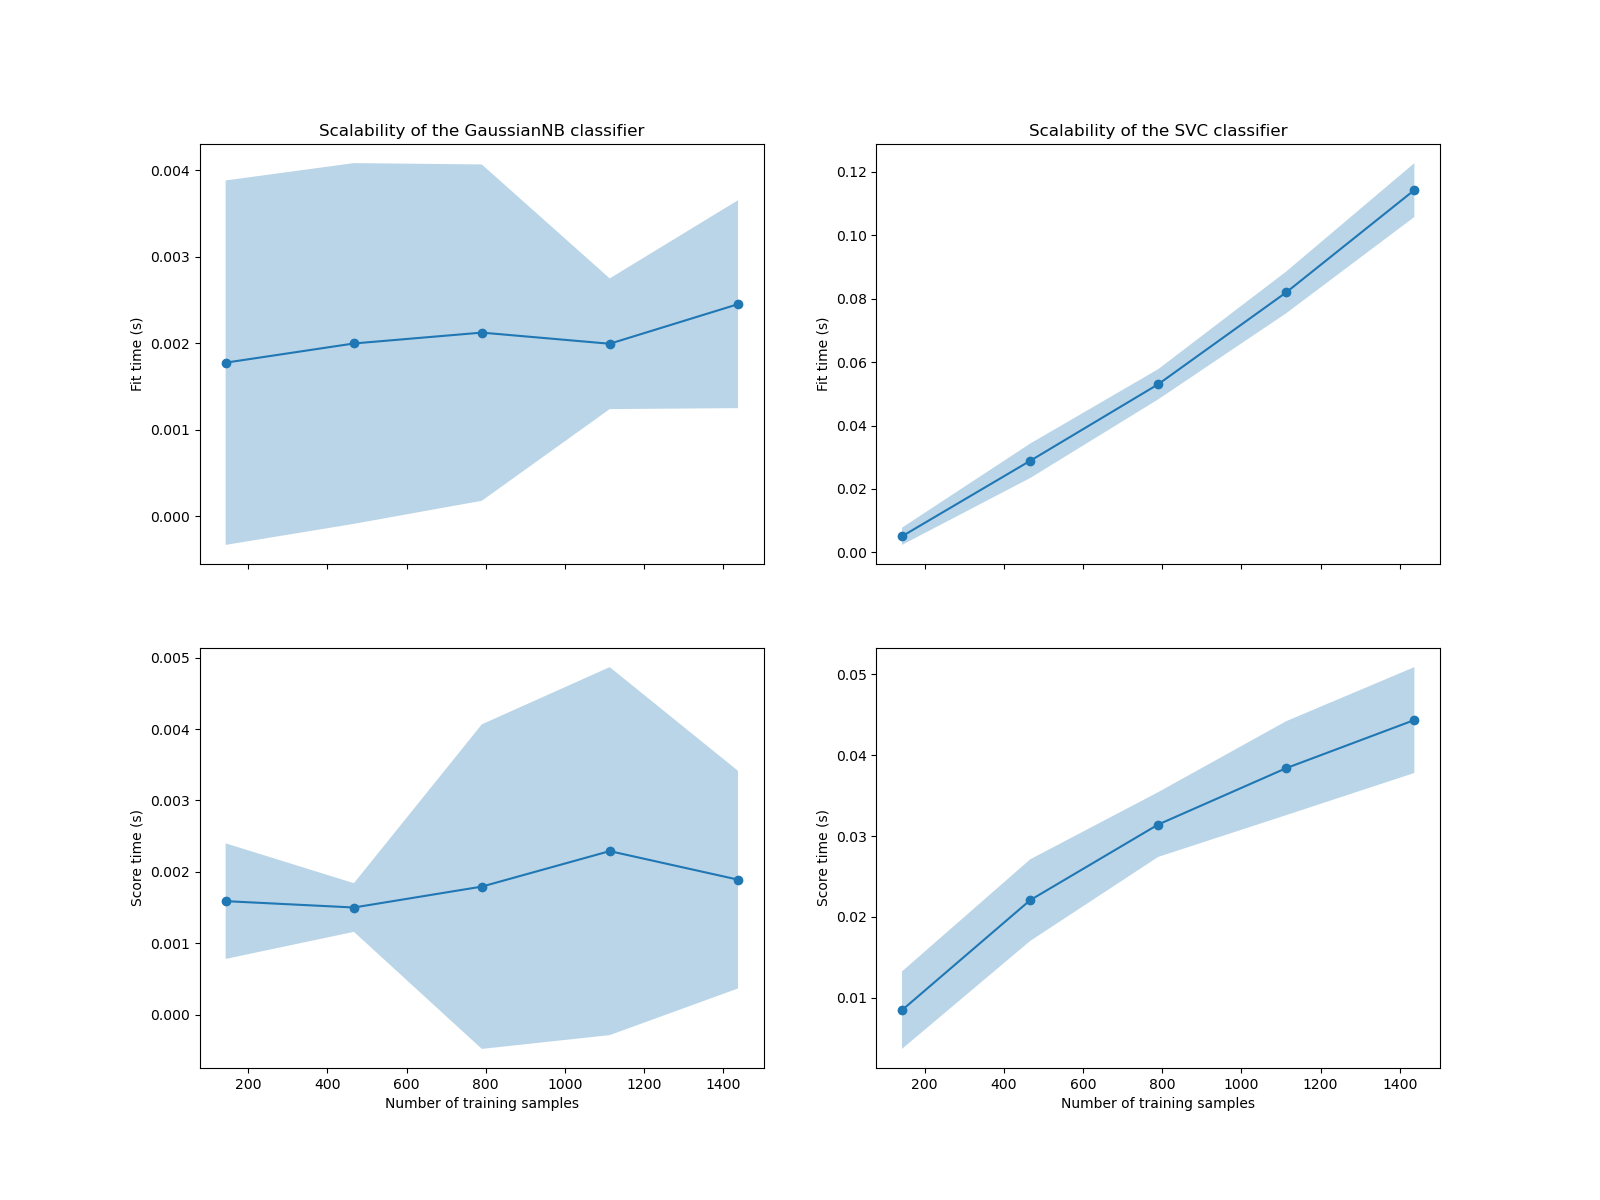 Scalability of the GaussianNB classifier
0.004
0.003
0.002
0.001
0.000
Fit time (s)
Scalability of the SVC classifier
0.12
0.10
0.08
0.06
0.04
0.02
0.00
Fit time (s)
0.005
0.004
0.003
0.002
0.001
0.000
Score time (s)
200 400 600 800 1000 1200 1400
Number of training samples
0.05
0.04
0.03
0.02
0.01
Score time (s)
200 400 600 800 1000 1200 1400
Number of training samples